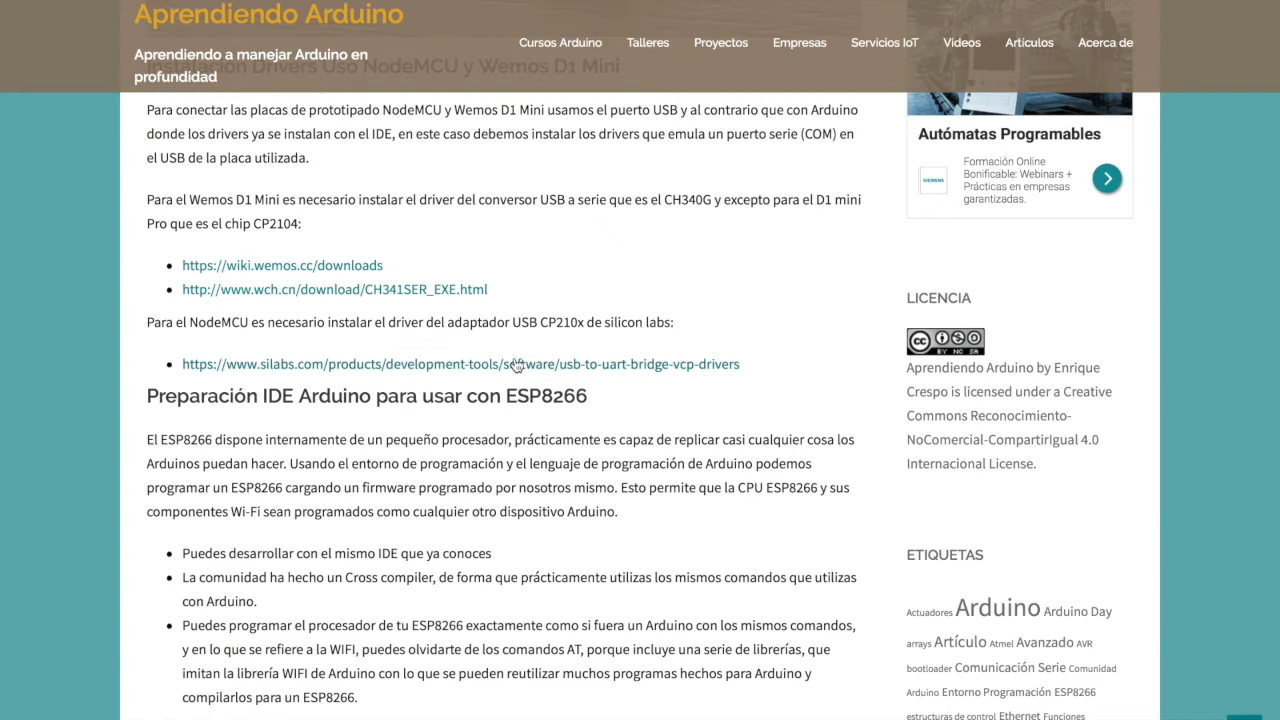 Aprendiendo Arduino
Aprendiendo a manejar Arduino en
profundidad
Cursos Arduino Talleres Proyectos Empresas Servicios IoT Videos Artículos Acerca de
Instalación Drivers Uso NodeMCU y Wemos D1 Mini
Para conectar las placas de prototipado NodeMCU y Wemos D1 Mini usamos el puerto USB y al contrario que con Arduino
donde los drivers ya se instalan con el IDE, en este caso debemos instalar los drivers que emula un puerto serie (COM) en
el USB de la placa utilizada.
Para el Wemos D1 Mini es necesario instalar el driver del conversor USB a serie que es el CH340G y excepto para el D1 mini
Pro que es el chip CP2104:
https://wiki.wemos.cc/downloads
http://www.wch.cn/download/CH341SER_EXE.html
Para el NodeMCU es necesario instalar el driver del adaptador USB CP210x de silicon labs:
https://www.silabs.com/products/development-tools/software/usb-to-uart-bridge-vcp-drivers
Preparación IDE Arduino para usar con ESP8266
El ESP8266 dispone internamente de un pequeño procesador, prácticamente es capaz de replicar casi cualquier cosa los
Arduinos puedan hacer. Usando el entorno de programación y el lenguaje de programación de Arduino podemos
programar un ESP8266 cargando un firmware programado por nosotros mismo. Esto permite que la CPU ESP8266 y sus
componentes Wi-Fi sean programados como cualquier otro dispositivo Arduino.
Puedes desarrollar con el mismo IDE que ya conoces
La comunidad ha hecho un Cross compiler, de forma que prácticamente utilizas los mismos comandos que utilizas
con Arduino.
Puedes programar el procesador de tu ESP8266 exactamente como si fuera un Arduino con los mismos comandos,
y en lo que se refiere a la WIFI, puedes olvidarte de los comandos AT, porque incluye una serie de librerías, que
imitan la librería WIFI de Arduino con lo que se pueden reutilizar muchos programas hechos para Arduino y
compilarlos para un ESP8266.
Autómatas Programables
SIEMENS
Formación Online
Bonificable: Webinars +
Prácticas en empresas
garantizadas.
LICENCIA
cc
BY NC SA
Aprendiendo Arduino by Enrique
Crespo is licensed under a Creative
Commons Reconocimiento-
NoComercial-CompartirIgual 4.0
Internacional License.
ETIQUETAS
Actuadores Arduino Arduino Day
arrays Artículo Atmel Avanzado AVR
bootloader Comunicación Serie Comunidad
Arduino Entorno Programación ESP8266
estructuras de control Ethernet Funciones